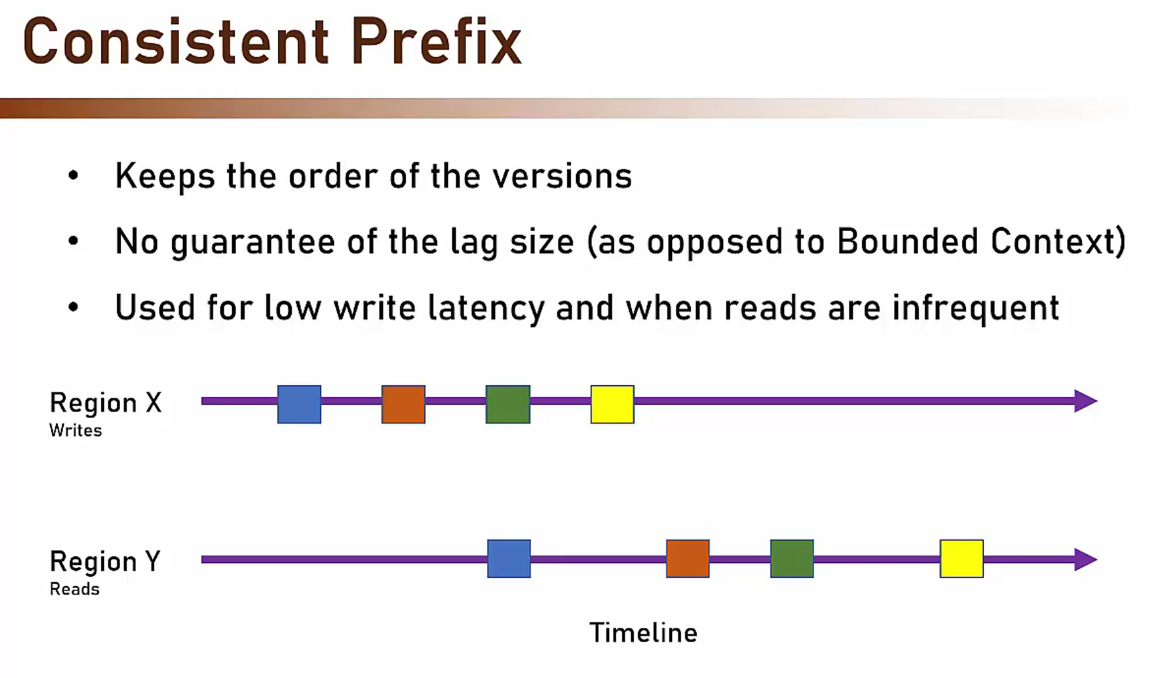 Consistent Prefix
• Keeps the order of the versions
• No guarantee of the lag size (as opposed to Bounded Context)
• Used for low write latency and when reads are infrequent
Region X
Writes
Region Y
Reads
Timeline